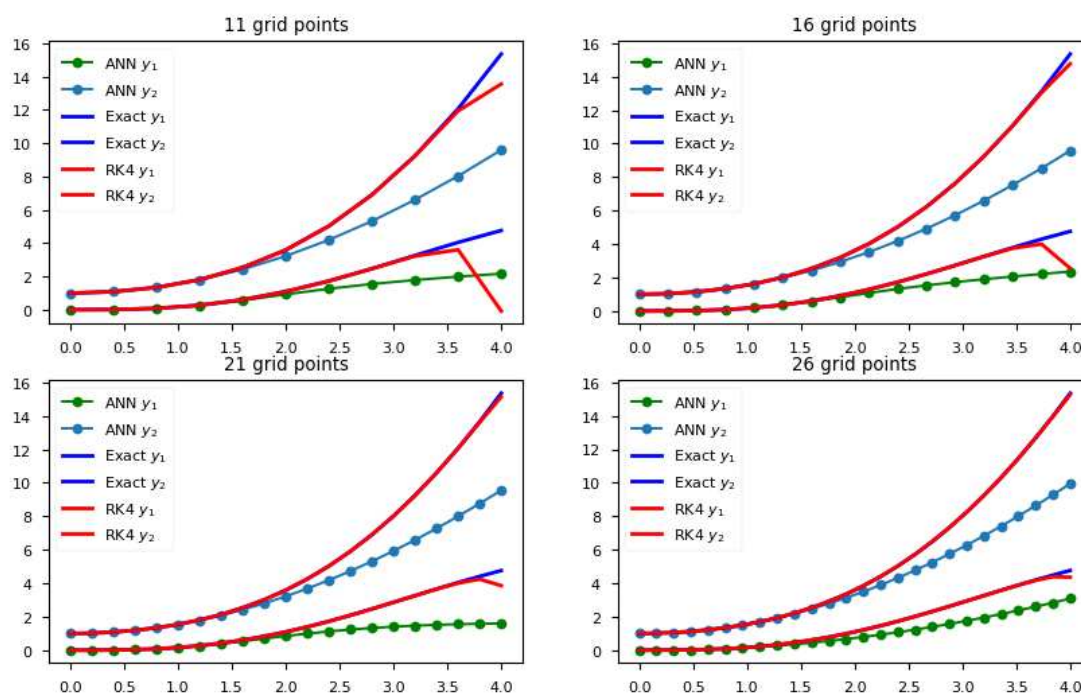 11 grid points
16
14
12
10
8
6
4
2
0
ANN y₁
ANN y₂
Exact y₁
Exact y₂
RK4 y₁
RK4 y₂
0.0 0.5 1.0 1.5 2.0 2.5 3.0 3.5 4.0
16 grid points
16
14
12
10
8
6
4
2
0
ANN y₁
ANN y₂
Exact y₁
Exact y₂
RK4 y₁
RK4 y₂
0.0 0.5 1.0 1.5 2.0 2.5 3.0 3.5 4.0
21 grid points
16
14
12
10
8
6
4
2
0
ANN y₁
ANN y₂
Exact y₁
Exact y₂
RK4 y₁
RK4 y₂
0.0 0.5 1.0 1.5 2.0 2.5 3.0 3.5 4.0
26 grid points
16
14
12
10
8
6
4
2
0
ANN y₁
ANN y₂
Exact y₁
Exact y₂
RK4 y₁
RK4 y₂
0.0 0.5 1.0 1.5 2.0 2.5 3.0 3.5 4.0